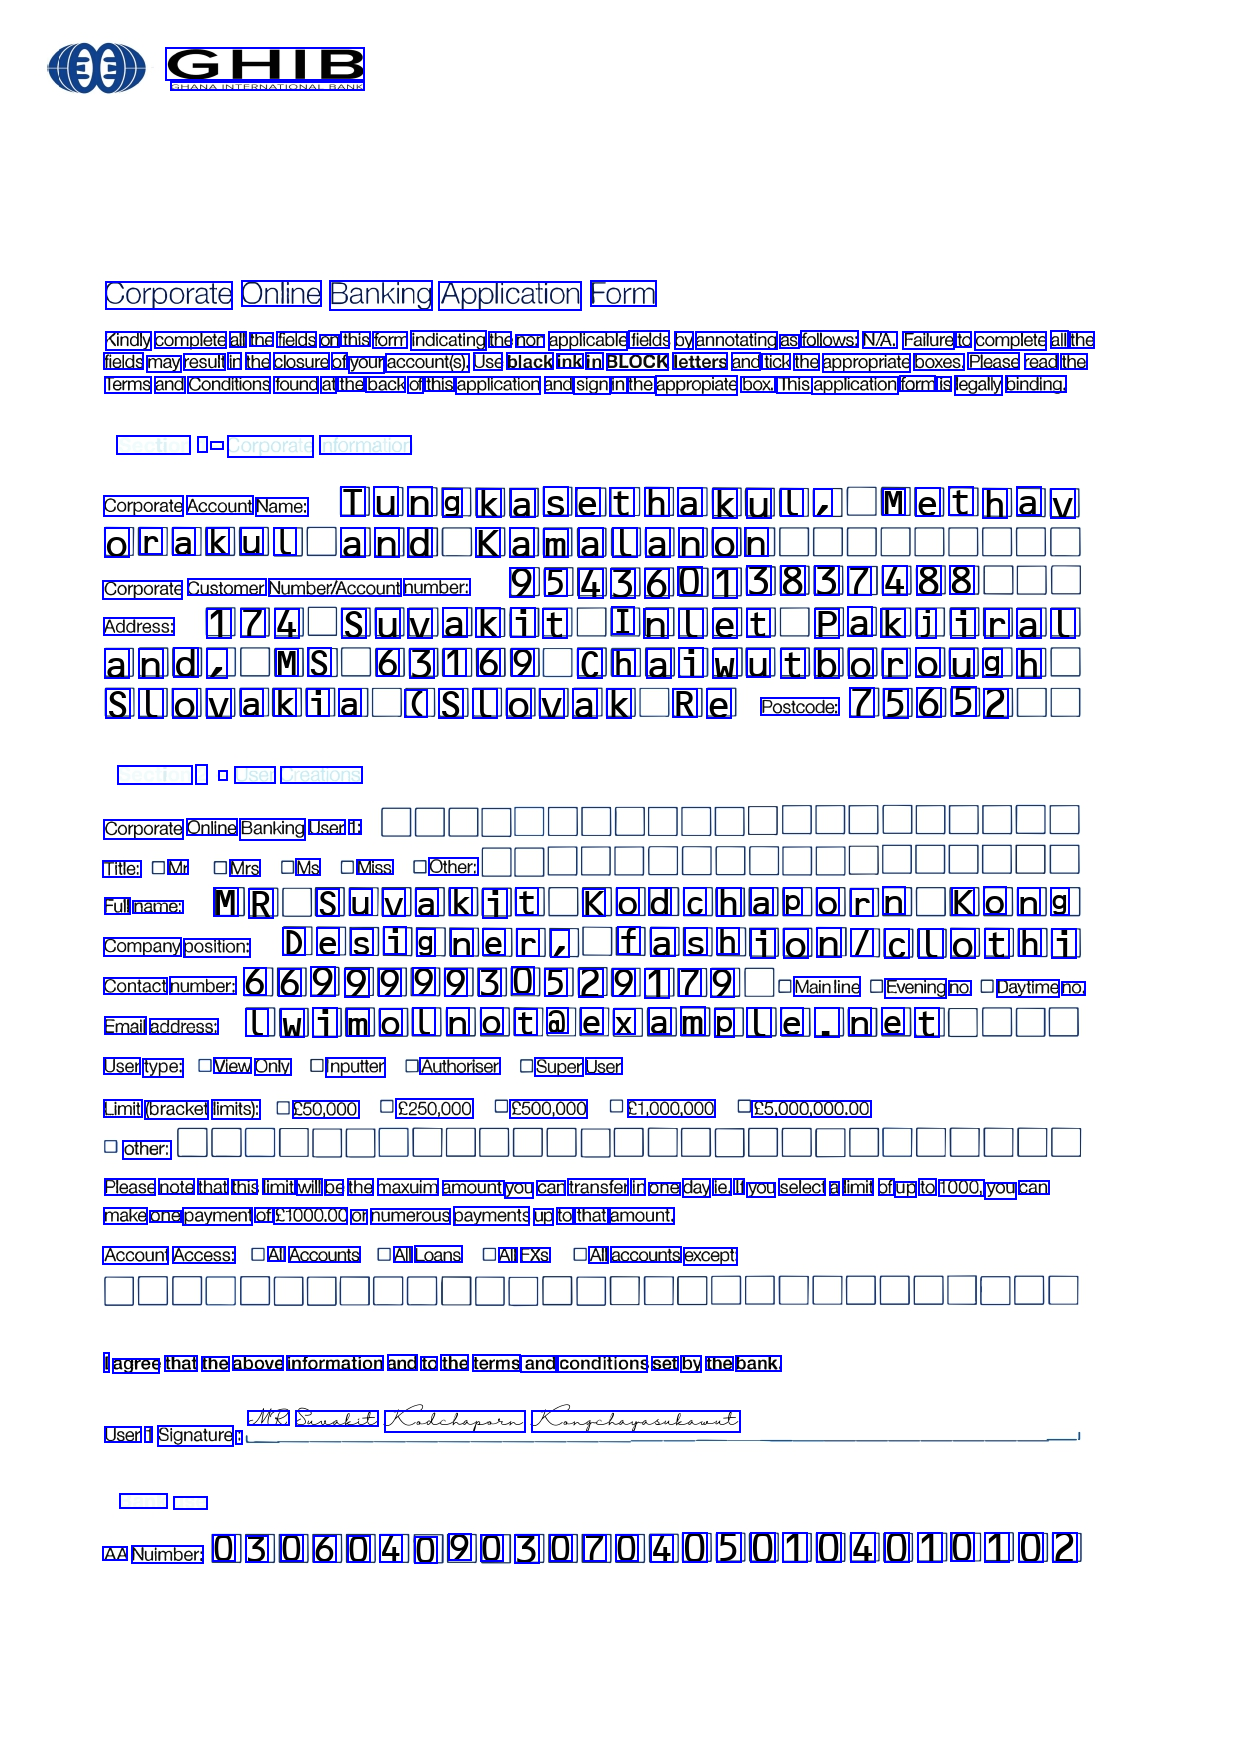 GHIB
GHANA INTERNATIONAL BANK
Corporate Online Banking Application Form
Kindly complete all the fields on this form indicating the non applicable fields by annotating as follows: N/A. Failure to complete all the
fields may result in the closure of your account(s). Use black ink in BLOCK letters and tick the appropriate boxes. Please read the
Terms and Conditions found at the back of this application and sign in the appropiate box. This application form is legally binding.
Corporate Information
Corporate Account Name: Tungkasethakul, Methav
orakul and Kamalanon
Corporate Customer Number/Account number: 95436013837488
Address: 174 Suvakit Inlet Pakjiral
and, MS 63169 Chaiwutborough
Slovakia (Slovak Re Postcode: 75652
Section User Creations
Corporate Online Banking User 1:
Title: Mr Mrs Ms Miss Other:
Full name: MR Suvakit Kodchaporn Kong
Company position: Designer, fashion/clothi
Contact number: 669999930529179 Main line Evening no Daytime no.
Email address: lwimolnot@example.net
User type: View Only Inputter Authoriser Super User
Limit (bracket limits): £50,000 £250,000 £500,000 £1,000,000 £5,000,000.00
other:
Please note that this limit will be the maxuim amount you can transfer in one day ie. If you select a limit of up to 1000, you can
make one payment of £1000.00 or numerous payments up to that amount.
Account Access: All Accounts All Loans All FXs All accounts except
I agree that the above information and to the terms and conditions set by the bank.
User 1 Signature: MR Suvakit Kodchaporn Kongchayasukawut
AA Nuimber: 03060409030704050104010102